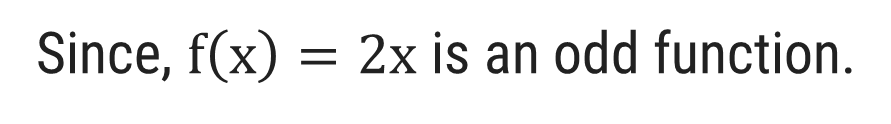 Since, f(x) = 2x is an odd function.